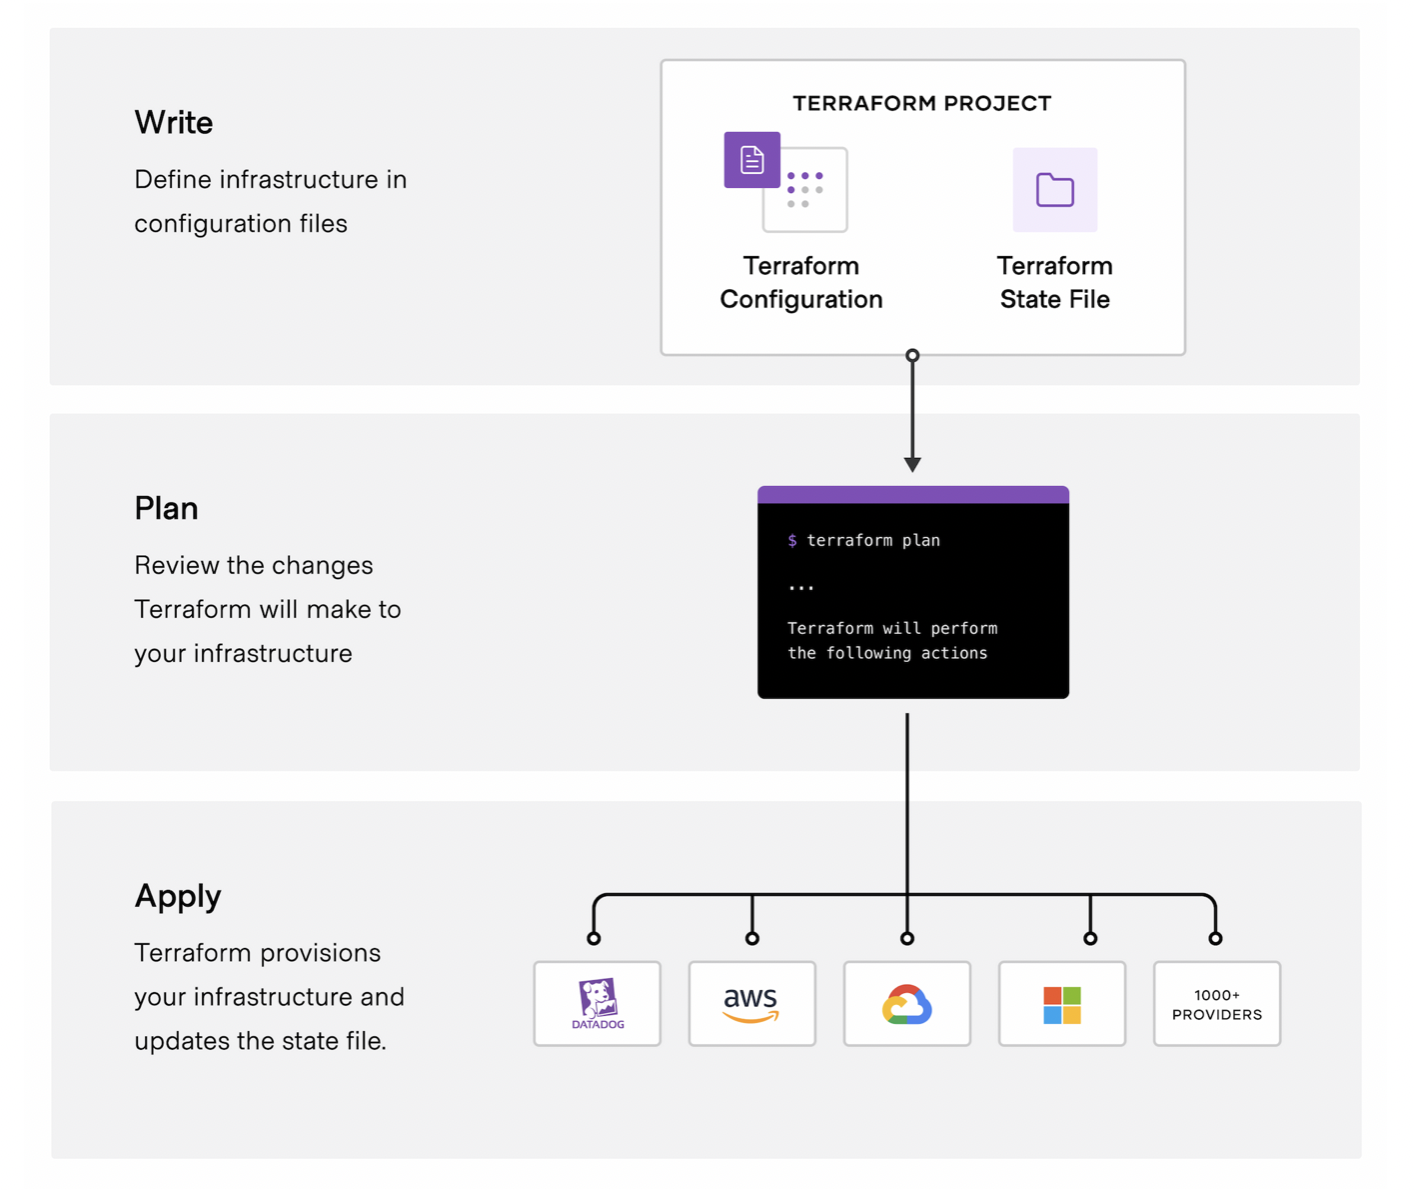 Write
Define infrastructure in
configuration files
TERRAFORM PROJECT
Terraform
Configuration
Terraform
State File
Plan
Review the changes
Terraform will make to
your infrastructure
$ terraform plan
...
Terraform will perform
the following actions
Apply
Terraform provisions
your infrastructure and
updates the state file.
DATADOG
aws
1000+
PROVIDERS